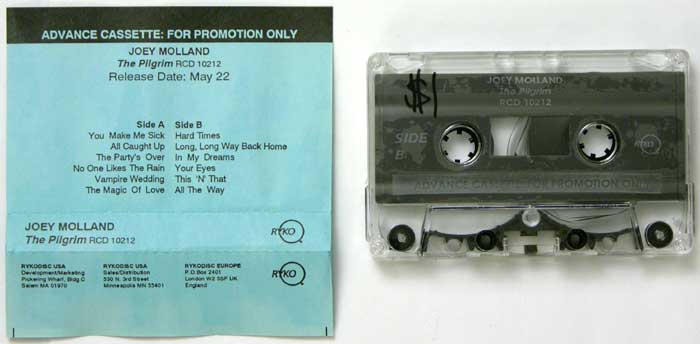 ADVANCE CASSETTE: FOR PROMOTION ONLY
JOEY MOLLAND
The Pilgrim RCD 10212
Release Date: May 22
Side A Side B
You Make Me Sick Hard Times
All Caught Up Long, Long Way Back Home
The Party's Over In My Dreams
No One Likes The Rain Your Eyes
Vampire Wedding This 'N' That
The Magic Of Love All The Way
JOEY MOLLAND
The Pilgrim RCD 10212
RYKO
RYKODISC USA
Development/Marketing
Pickering Wharf, Bldg C
Salem MA 01970
RYKODISC USA
Sales/Distribution
530 N. 3rd Street
Minneapolis MN 55401
RYKODISC EUROPE
P.O.Box 2401
London W2 5SF UK
England
RYKO
$1
JOEY MOLLAND
The Pilgrim
RCD 10212
SIDE
B
RYKO
ADVANCE CASSETTE: FOR PROMOTION ONLY